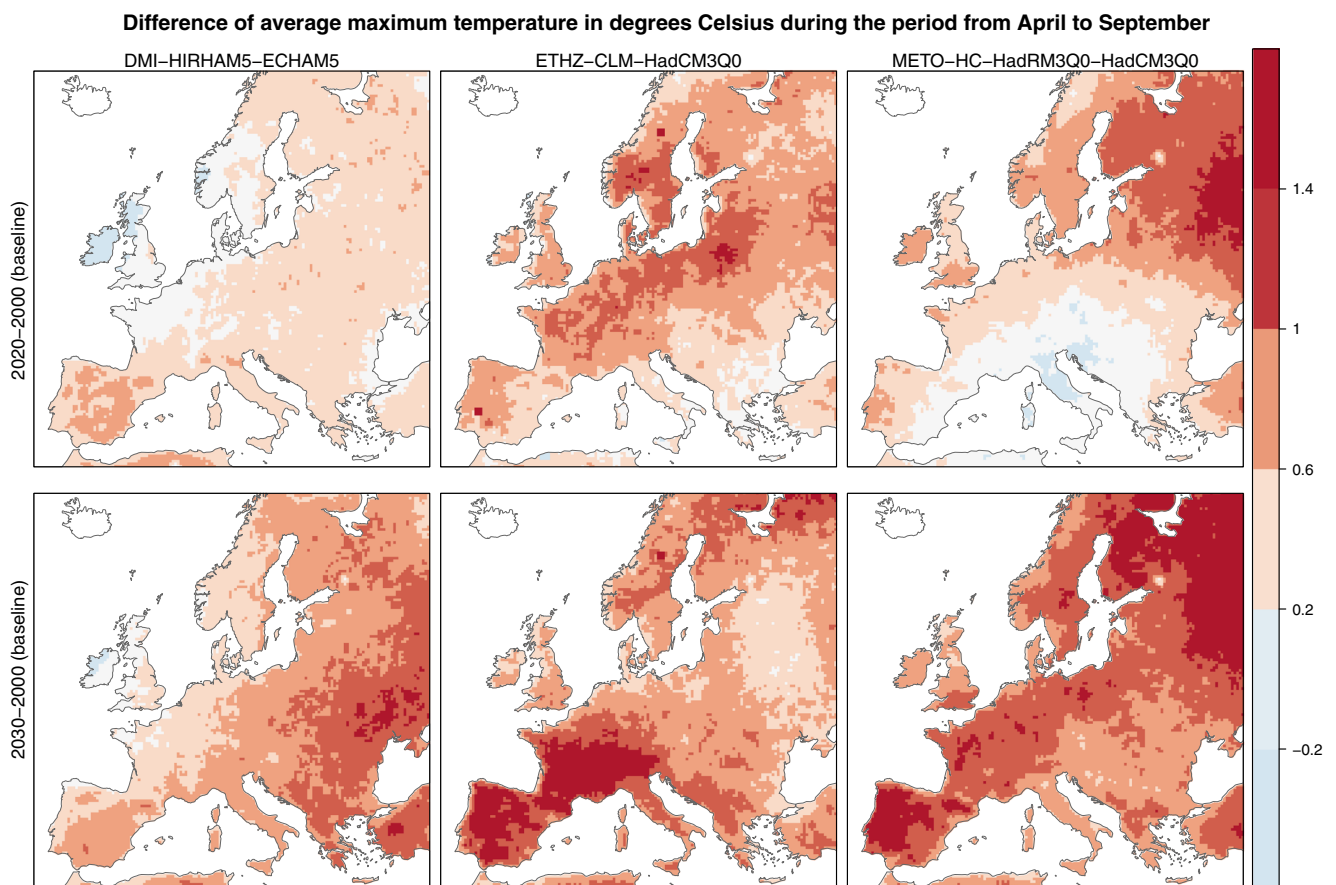 Difference of average maximum temperature in degrees Celsius during the period from April to September
DMI−HIRHAM5−ECHAM5
ETHZ−CLM−HadCM3Q0
METO−HC−HadRM3Q0−HadCM3Q0
2020−2000 (baseline)
1.4
1
0.6
2030−2000 (baseline)
0.2
−0.2